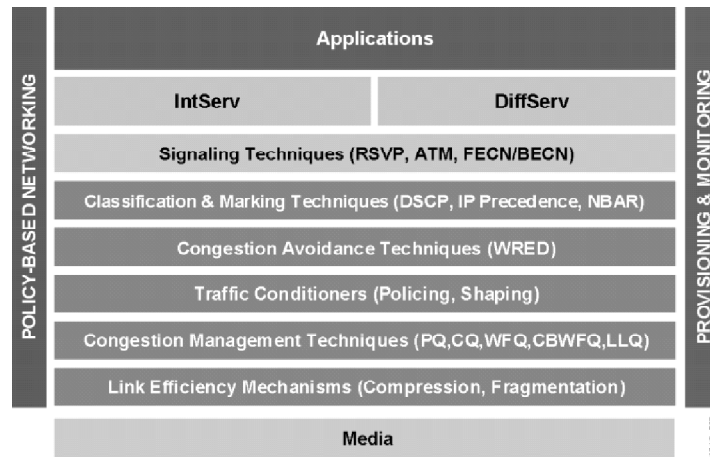 POLICY-BASED NETWORKING
Applications
IntServ
DiffServ
Signaling Techniques (RSVP, ATM, FECN/BECN)
Classification & Marking Techniques (DSCP, IP Precedence, NBAR)
Congestion Avoidance Techniques (WRED)
Traffic Conditioners (Policing, Shaping)
Congestion Management Techniques (PQ,CQ,WFQ,CBWFQ,LLQ)
Link Efficiency Mechanisms (Compression, Fragmentation)
Media
PROVISIONING & MONITORING